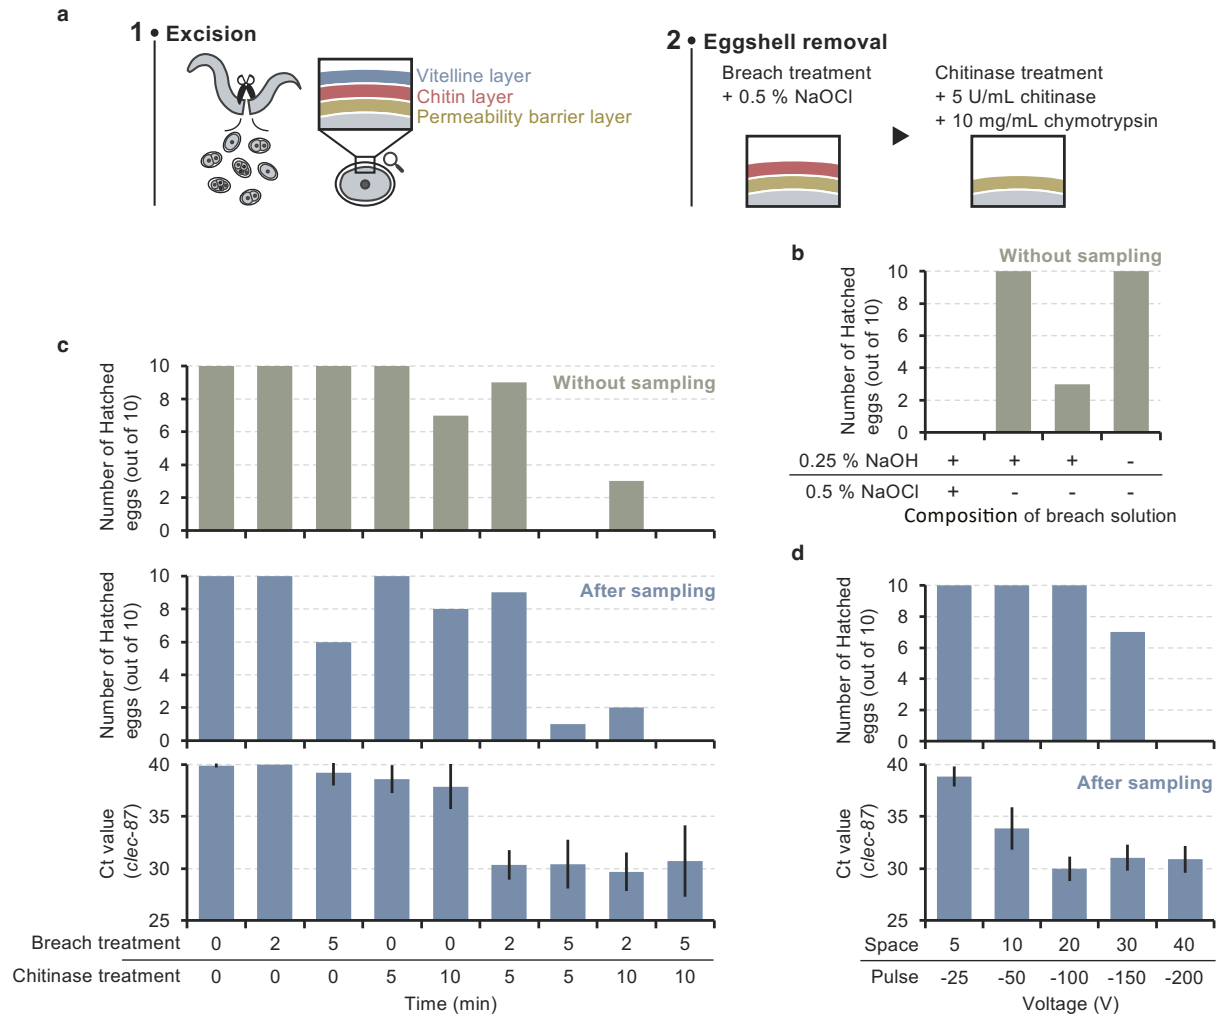 a
1 • Excision
Vitelline layer
Chitin layer
Permeability barrier layer
2 • Eggshell removal
Breach treatment
+ 0.5 % NaOCl
Chitinase treatment
+ 5 U/mL chitinase
+ 10 mg/mL chymotrypsin
b
Without sampling
Number of Hatched
eggs (out of 10)
10
8
6
4
2
0
0.25 % NaOH + + + -
0.5 % NaOCl + - - -
Composition of breach solution
c
Without sampling
Number of Hatched
eggs (out of 10)
10
8
6
4
2
0
After sampling
Number of Hatched
eggs (out of 10)
10
8
6
4
2
0
Ct value
(clec-87)
40
35
30
25
Breach treatment 0 2 5 0 0 2 5 2 5
Chitinase treatment 0 0 0 5 10 5 5 10 10
Time (min)
d
Number of Hatched
eggs (out of 10)
10
8
6
4
2
0
After sampling
Ct value
(clec-87)
40
35
30
25
Space 5 10 20 30 40
Pulse -25 -50 -100 -150 -200
Voltage (V)